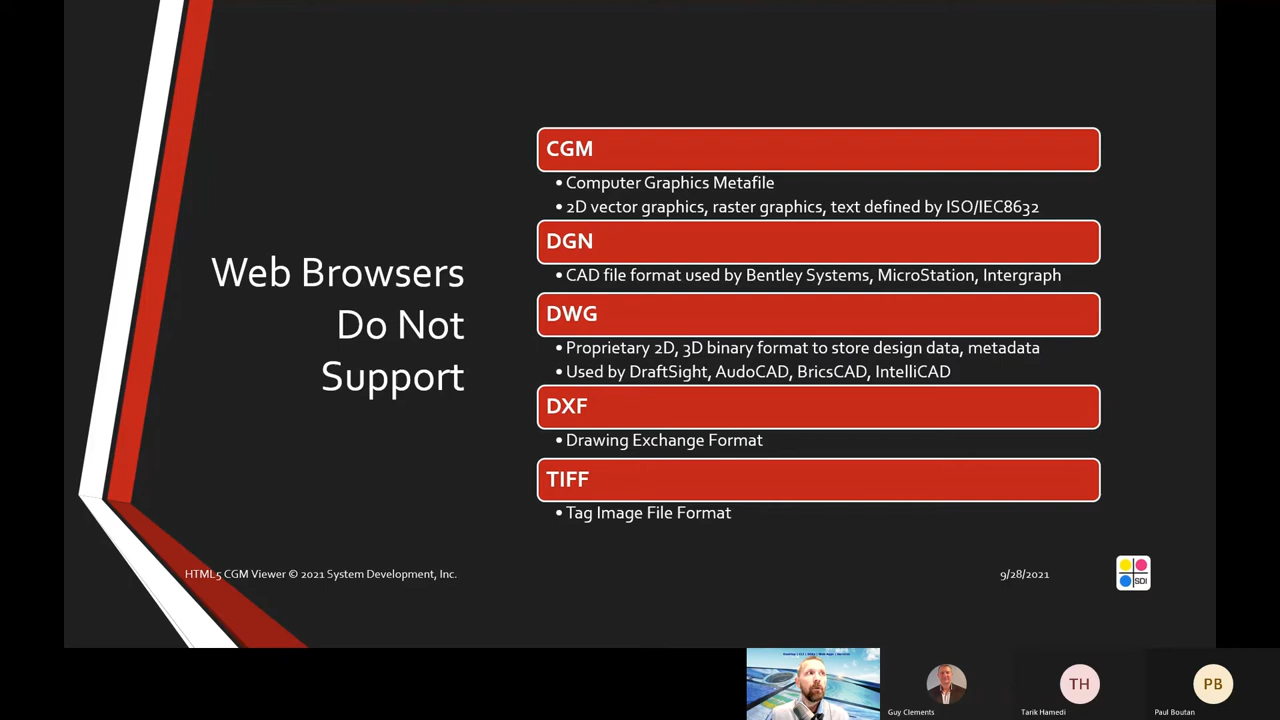 Web Browsers
Do Not
Support
CGM
• Computer Graphics Metafile
• 2D vector graphics, raster graphics, text defined by ISO/IEC8632
DGN
• CAD file format used by Bentley Systems, MicroStation, Intergraph
DWG
• Proprietary 2D, 3D binary format to store design data, metadata
• Used by DraftSight, AudoCAD, BricsCAD, IntelliCAD
DXF
• Drawing Exchange Format
TIFF
• Tag Image File Format
HTML5 CGM Viewer © 2021 System Development, Inc.
9/28/2021
SDI
TH
PB
Guy Clements
Tarik Hamedi
Paul Boutan